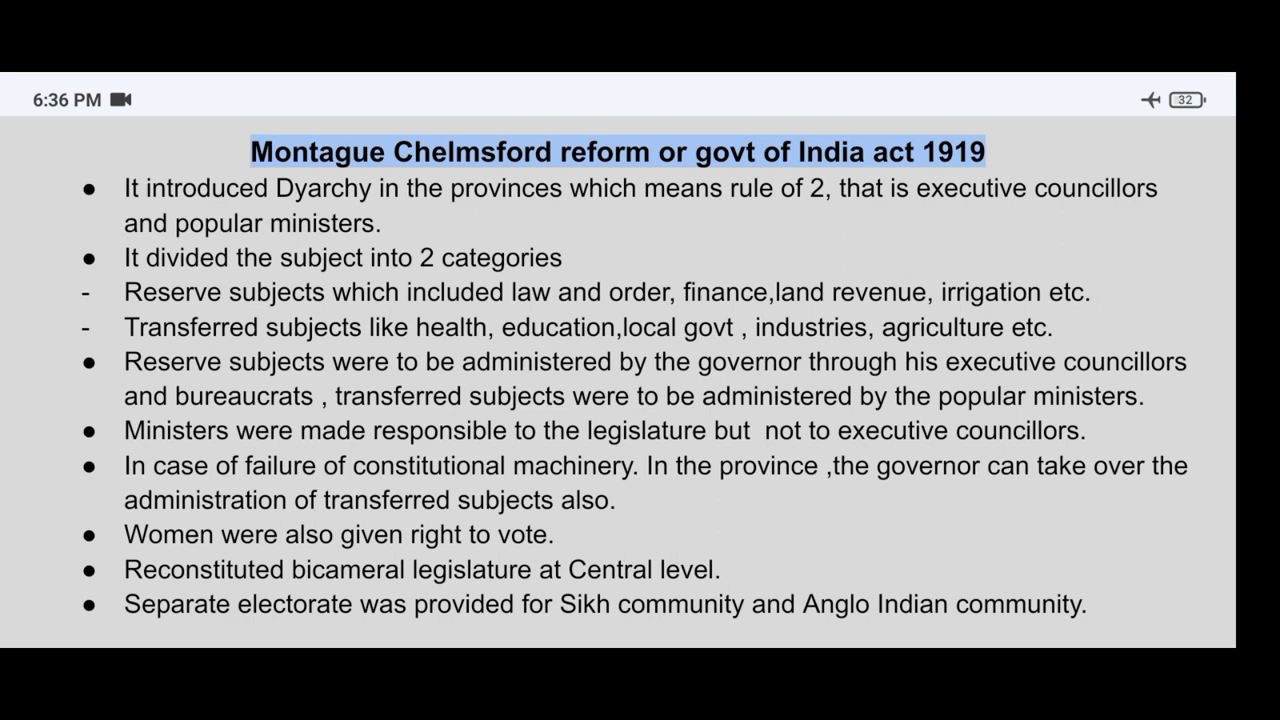 6:36 PM
32
Montague Chelmsford reform or govt of India act 1919
● It introduced Dyarchy in the provinces which means rule of 2, that is executive councillors
and popular ministers.
● It divided the subject into 2 categories
- Reserve subjects which included law and order, finance,land revenue, irrigation etc.
- Transferred subjects like health, education,local govt , industries, agriculture etc.
● Reserve subjects were to be administered by the governor through his executive councillors
and bureaucrats , transferred subjects were to be administered by the popular ministers.
● Ministers were made responsible to the legislature but  not to executive councillors.
● In case of failure of constitutional machinery. In the province ,the governor can take over the
administration of transferred subjects also.
● Women were also given right to vote.
● Reconstituted bicameral legislature at Central level.
● Separate electorate was provided for Sikh community and Anglo Indian community.